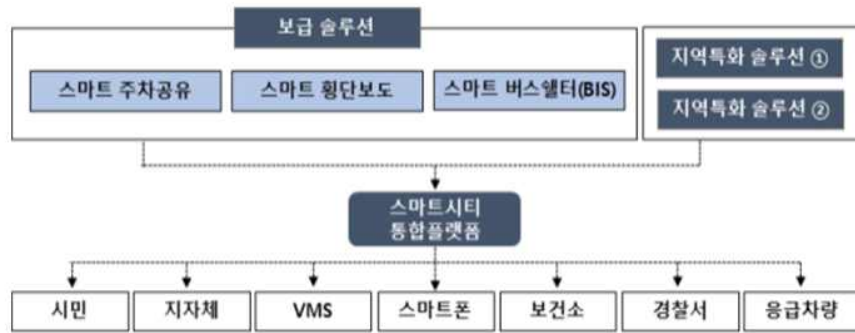 보급 솔루션
스마트 주차공유
스마트 횡단보도
스마트 버스쉘터(BIS)
지역특화 솔루션 ①
지역특화 솔루션 ②
스마트시티
통합플랫폼
시민
지자체
VMS
스마트폰
보건소
경찰서
응급차량